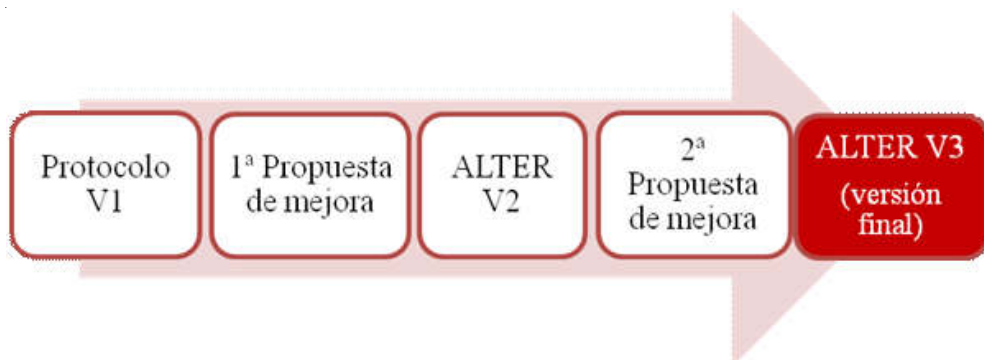 Protocolo
V1
1ª Propuesta
de mejora
ALTER
V2
2ª
Propuesta
de mejora
ALTER V3
(versión
final)